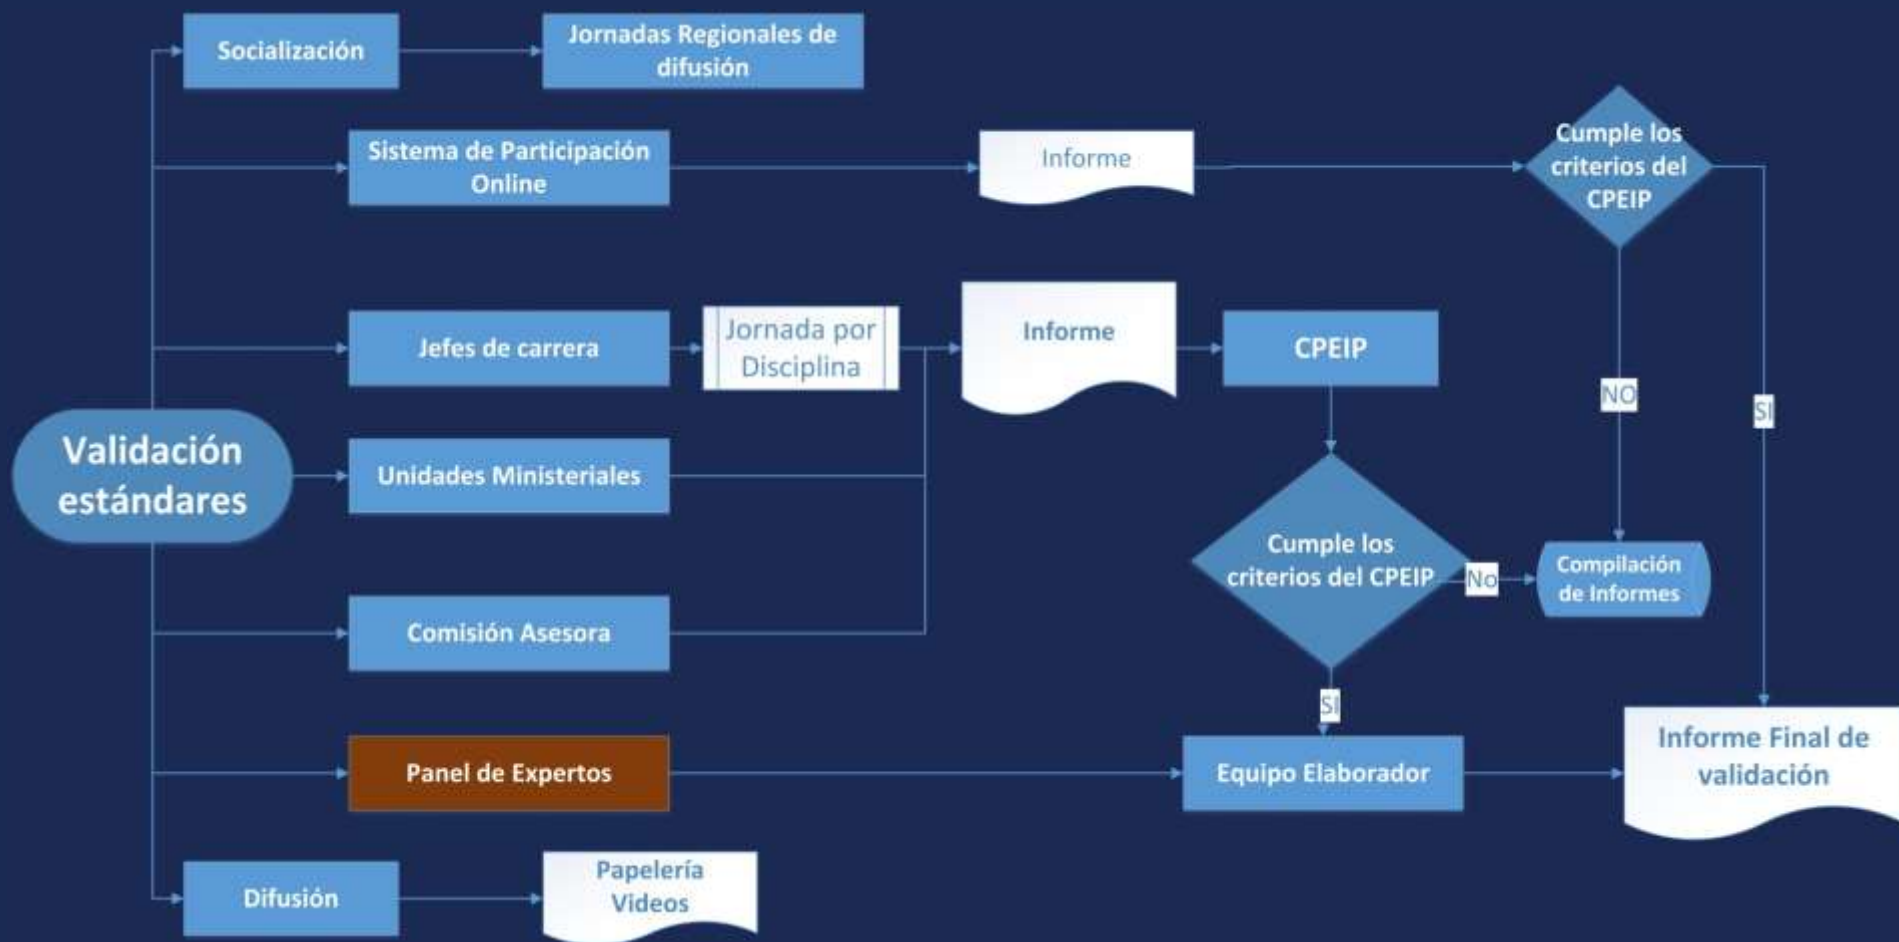 Socialización
Jornadas Regionales de
difusión
Sistema de Participación
Online
Informe
Cumple los
criterios del
CPEIP
Jefes de carrera
Jornada por
Disciplina
Informe
CPEIP
NO
SI
Validación
estándares
Unidades Ministeriales
Cumple los
criterios del CPEIP
No
Compilación
de Informes
Comisión Asesora
SI
Panel de Expertos
Equipo Elaborador
Informe Final de
validación
Difusión
Papelería
Videos